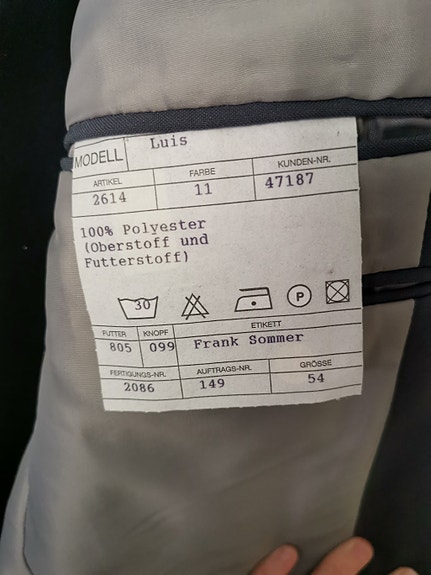 MODELL Luis
ARTIKEL FARBE KUNDEN-NR.
2614 11 47187
100% Polyester
(Oberstoff und
Futterstoff)
30 P
FUTTER KNOPF ETIKETT
805 099 Frank Sommer
FERTIGUNGS-NR. AUFTRAGS-NR. GRÖSSE
2086 149 54